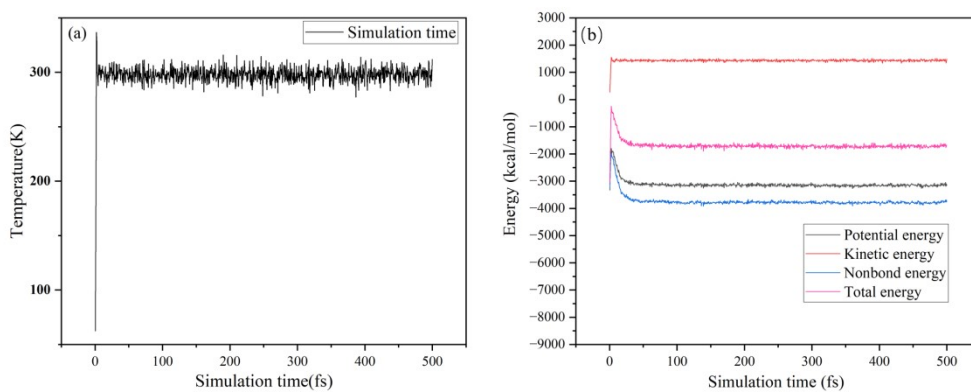 (a)
Simulation time
300
200
100
Temperature(K)
0 100 200 300 400 500
Simulation time(fs)
(b)
3000
2000
1000
0
−1000
−2000
−3000
−4000
−5000
−6000
−7000
−8000
−9000
Energy (kcal/mol)
Potential energy
Kinetic energy
Nonbond energy
Total energy
0 100 200 300 400 500
Simulation time (fs)